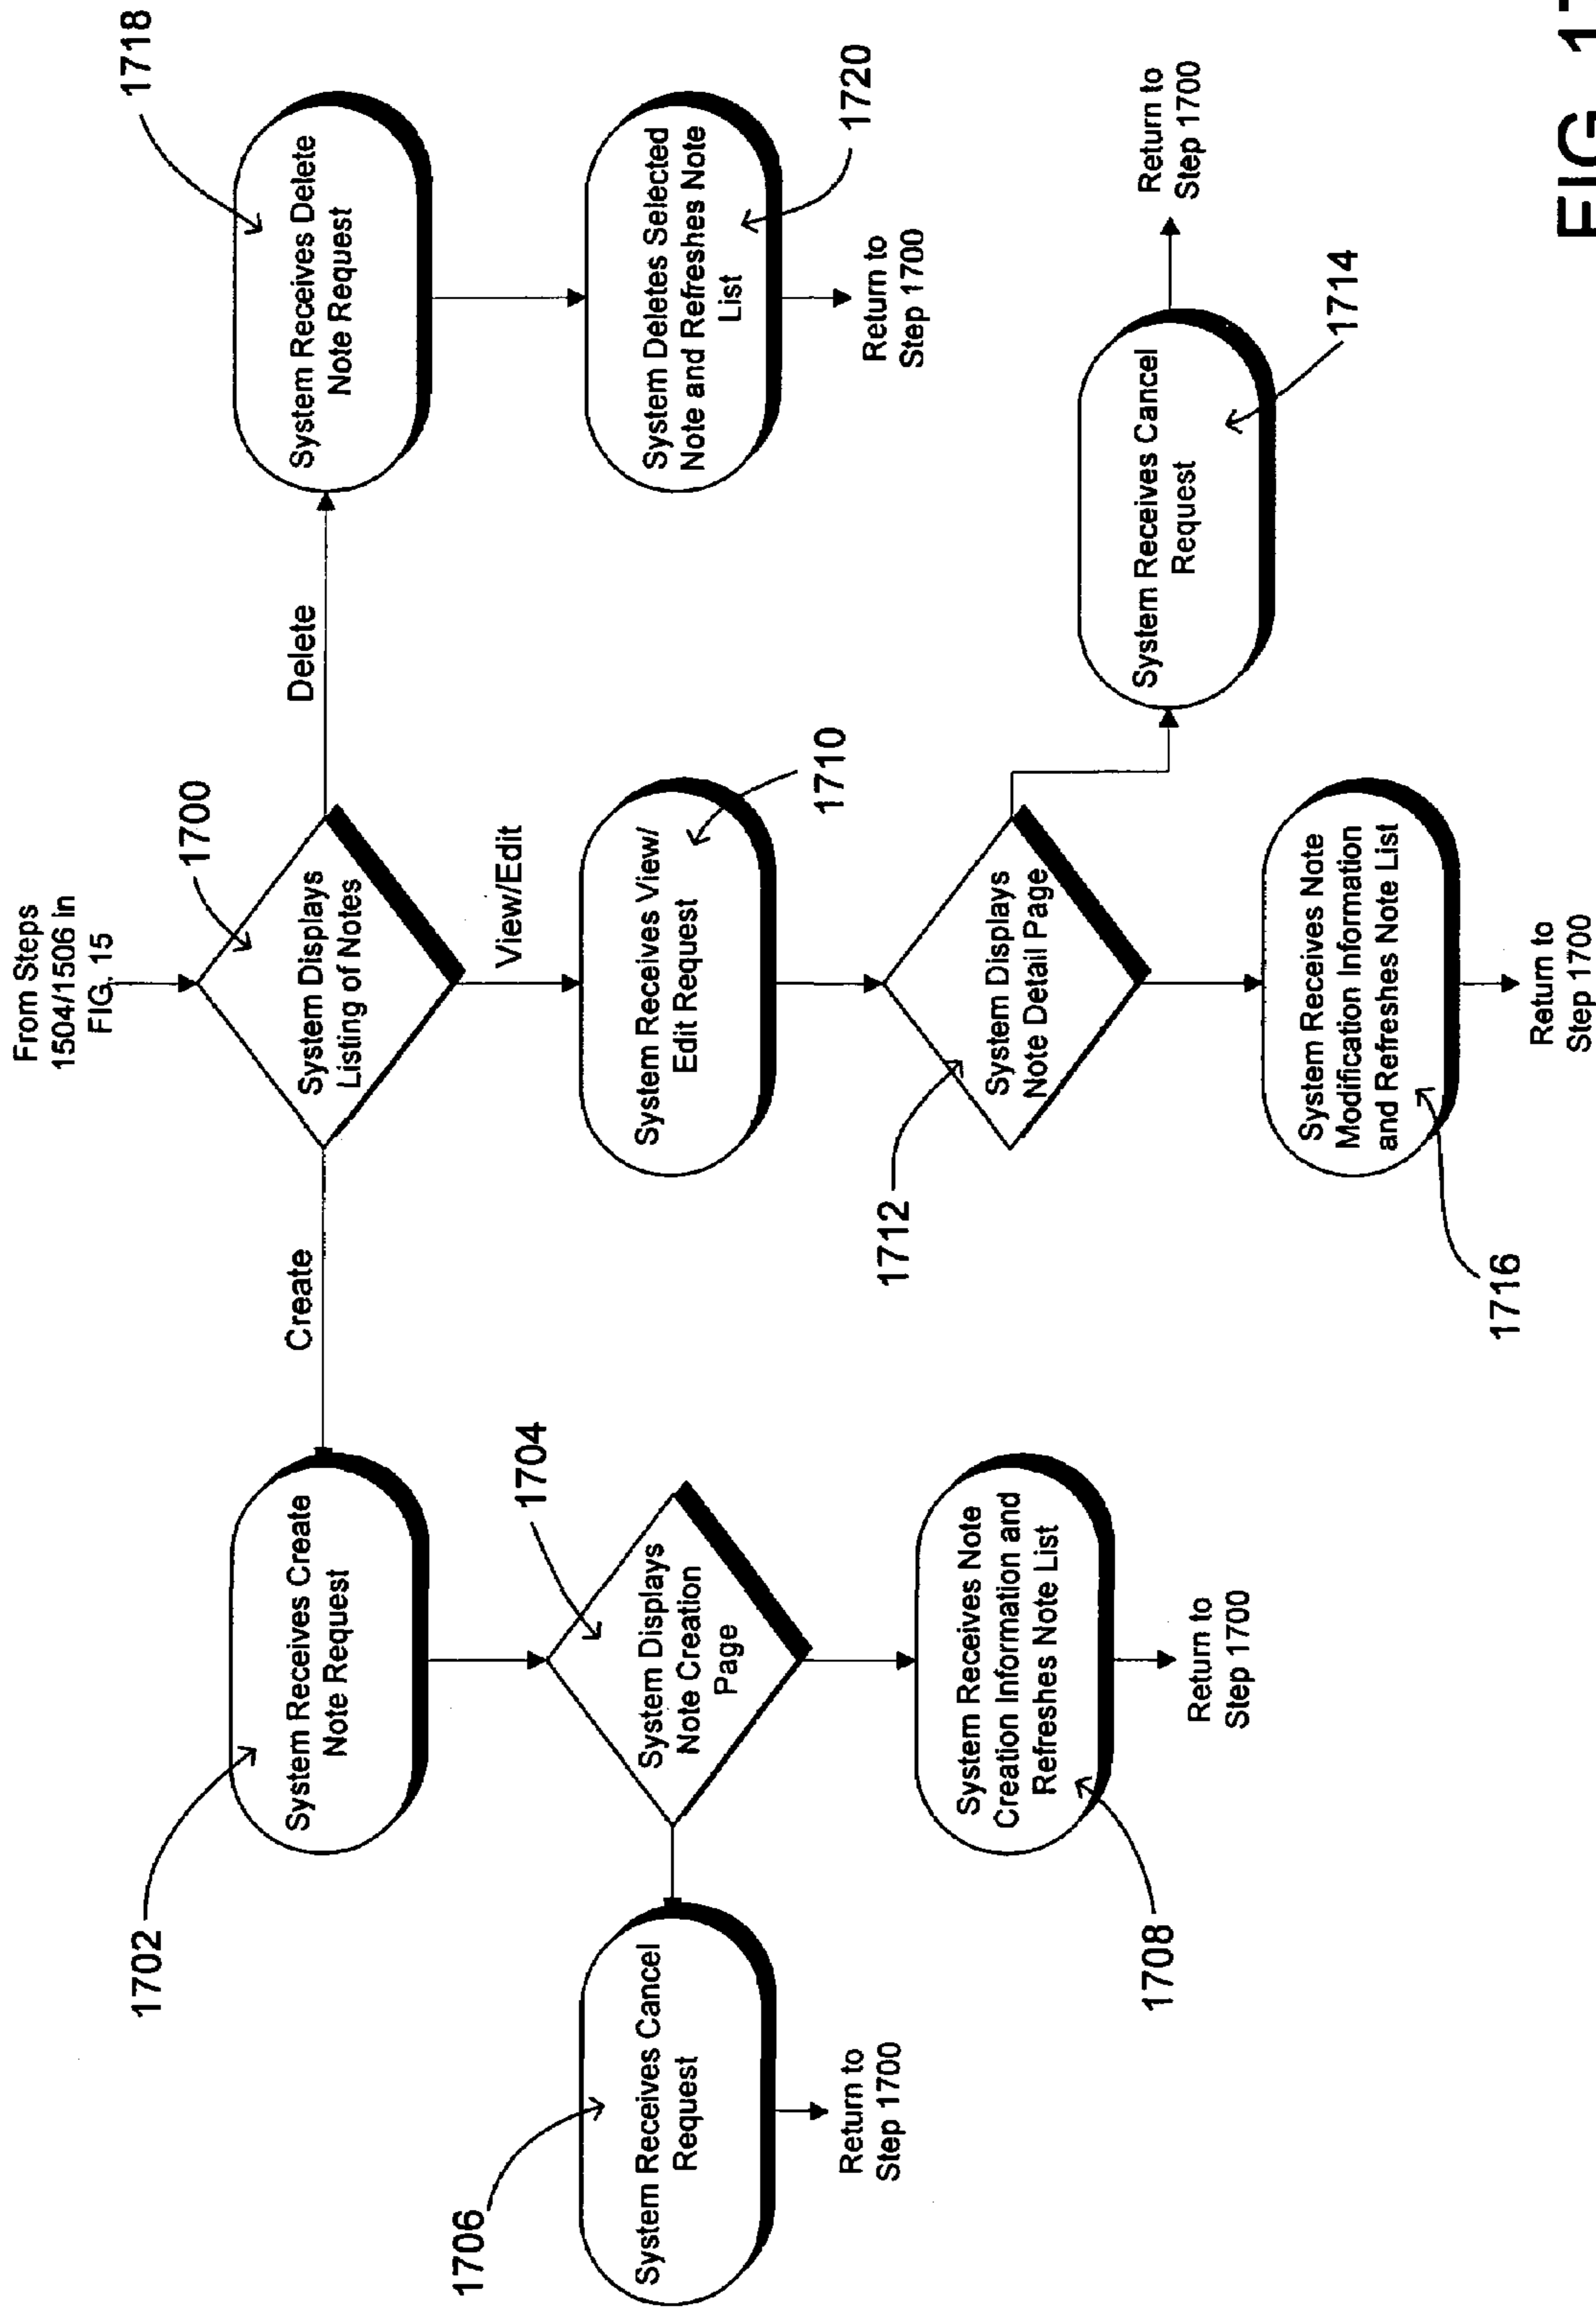 From Steps
1504/1506 in
FIG. 15
1700
System Displays
Listing of Notes
Create
View/Edit
Delete
1702
System Receives Create
Note Request
1704
System Displays
Note Creation
Page
1706
System Receives Cancel
Request
Return to
Step 1700
1708
System Receives Note
Creation Information and
Refreshes Note List
Return to
Step 1700
1710
System Receives View/
Edit Request
1712
System Displays
Note Detail Page
1714
System Receives Cancel
Request
Return to
Step 1700
1716
System Receives Note
Modification Information
and Refreshes Note List
Return to
Step 1700
1718
System Receives Delete
Note Request
1720
System Deletes Selected
Note and Refreshes Note
List
Return to
Step 1700
FIG 17